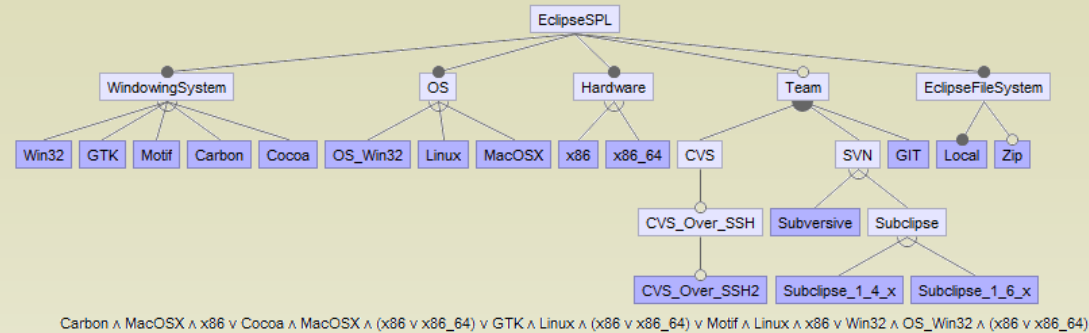 EclipseSPL
WindowingSystem OS Hardware Team EclipseFileSystem
Win32 GTK Motif Carbon Cocoa OS_Win32 Linux MacOSX x86 x86_64 CVS SVN GIT Local Zip
CVS_Over_SSH Subversive Subclipse
CVS_Over_SSH2 Subclipse_1_4_x Subclipse_1_6_x
Carbon ∧ MacOSX ∧ x86 ∨ Cocoa ∧ MacOSX ∧ (x86 ∨ x86_64) ∨ GTK ∧ Linux ∧ (x86 ∨ x86_64) ∨ Motif ∧ Linux ∧ x86 ∨ Win32 ∧ OS_Win32 ∧ (x86 ∨ x86_64)